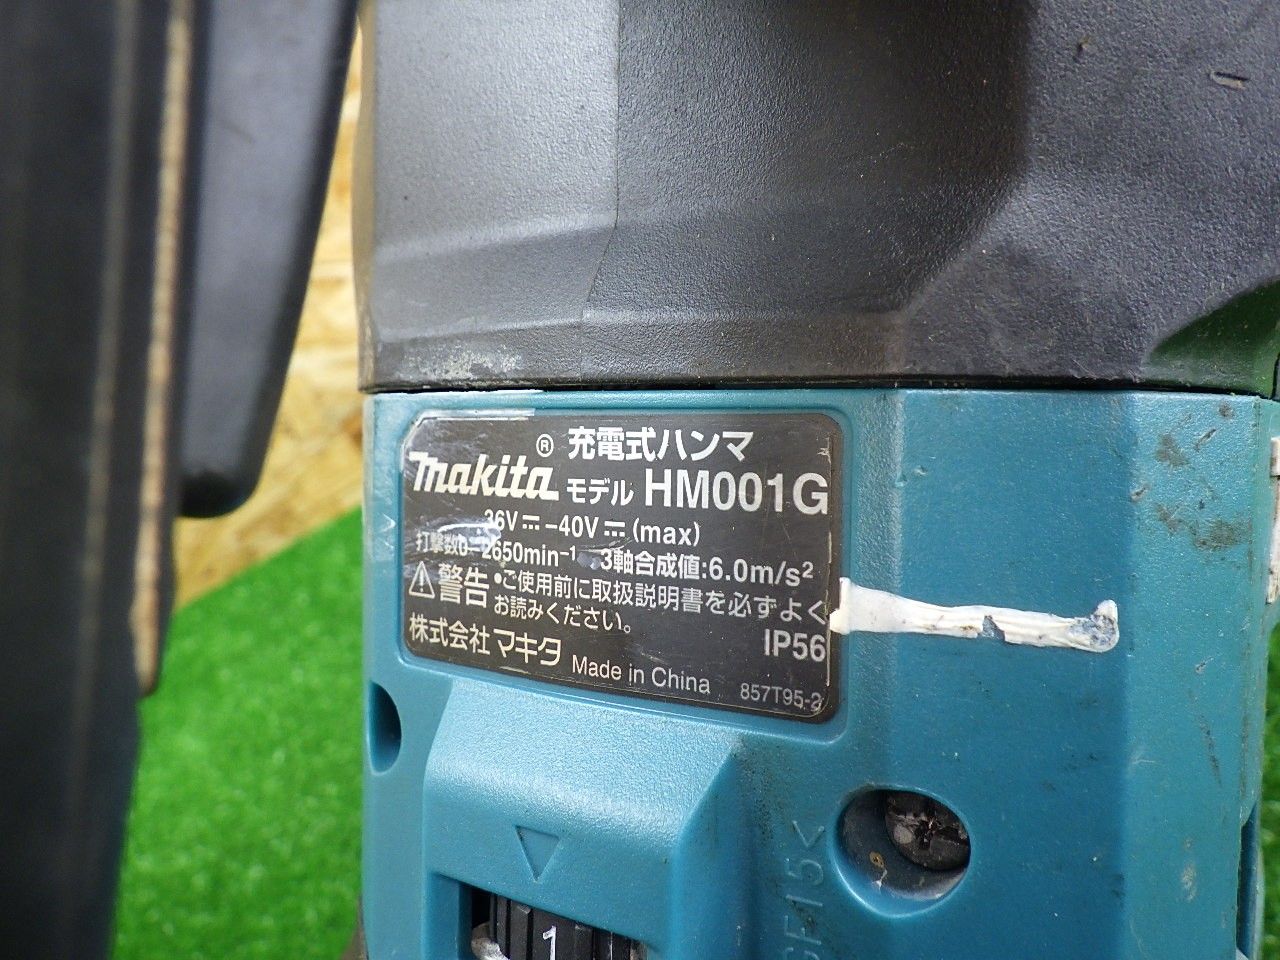 makita ® 充電式ハンマ
モデル HM001G
36V⎓-40V⎓(max)
打撃数0-2650min⁻¹ 3軸合成値:6.0m/s²
⚠警告 •ご使用前に取扱説明書を必ずよく
お読みください。
株式会社マキタ IP56
Made in China 857T95-2
1